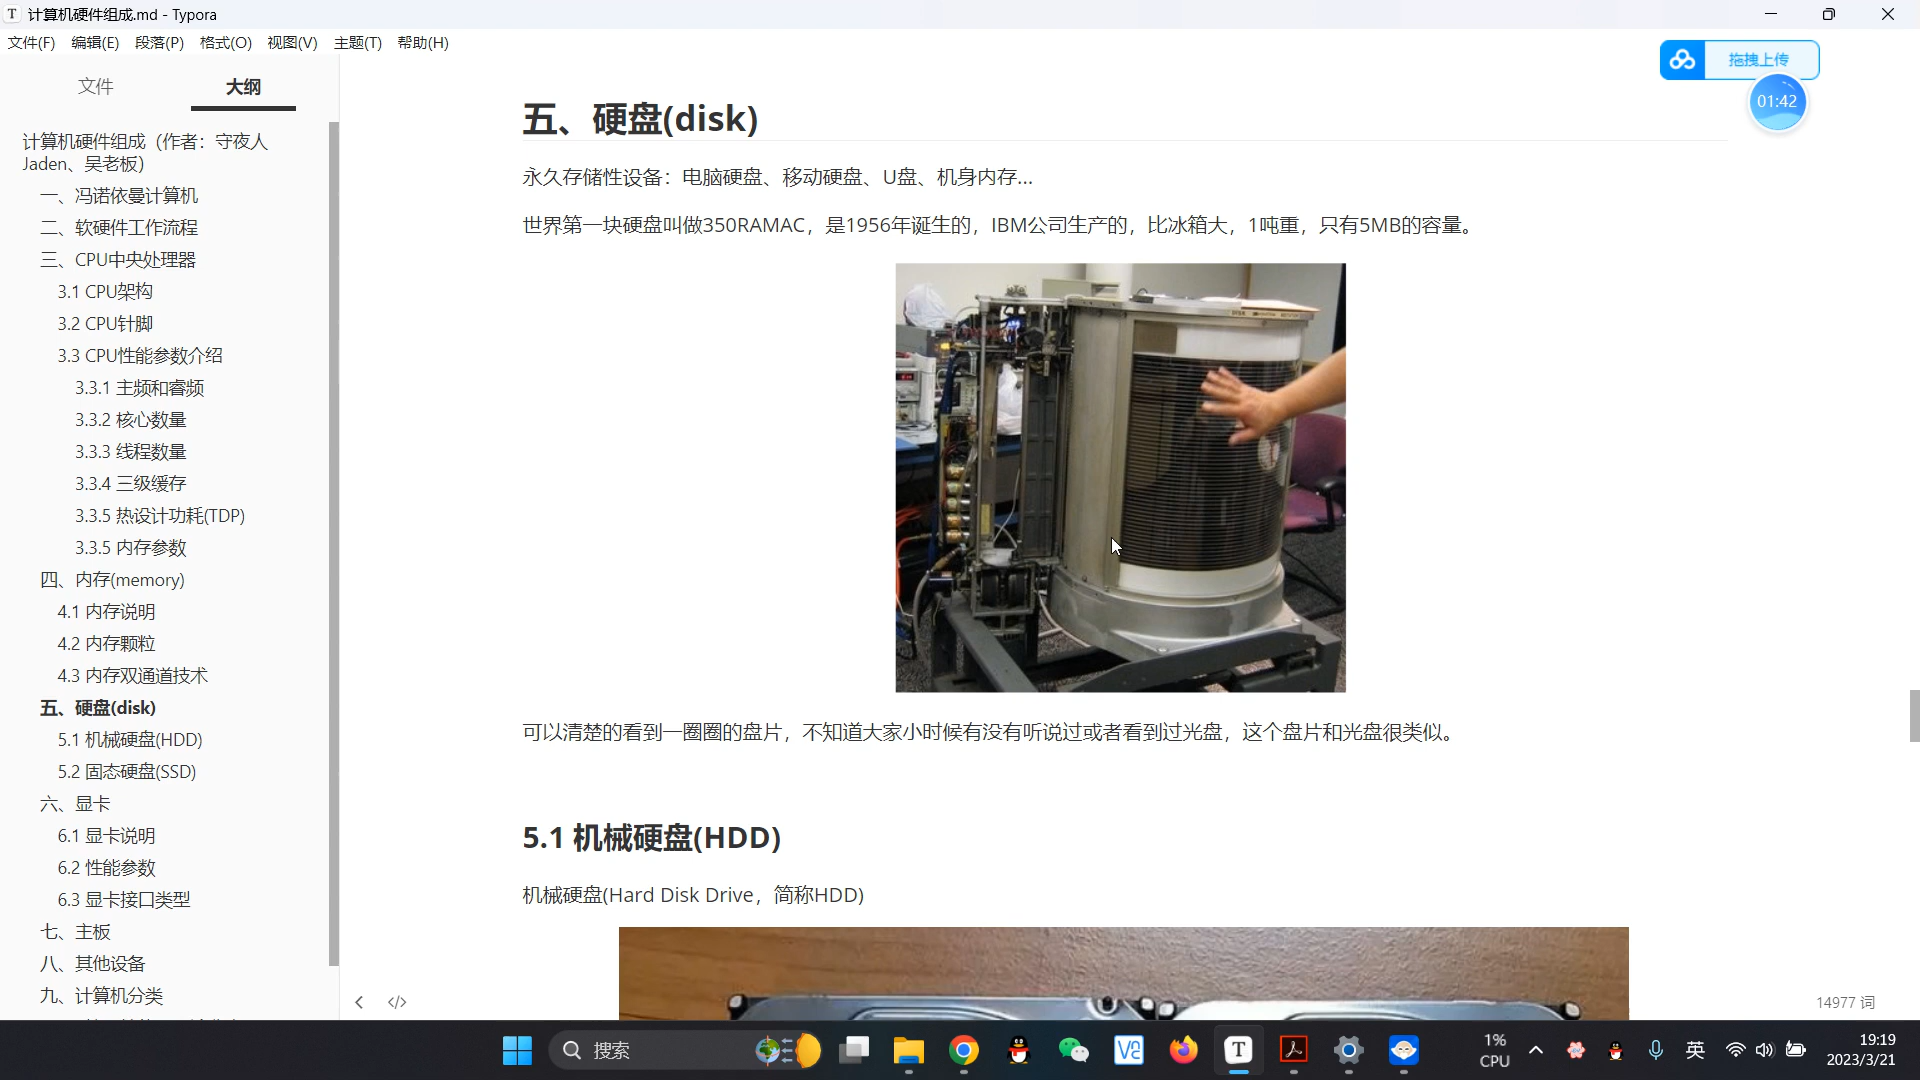 计算机硬件组成.md - Typora
文件(F) 编辑(E) 段落(P) 格式(O) 视图(V) 主题(T) 帮助(H)
拖拽上传
01:42
文件 大纲
计算机硬件组成（作者：守夜人
Jaden、吴老板）
一、冯诺依曼计算机
二、软硬件工作流程
三、CPU中央处理器
3.1 CPU架构
3.2 CPU针脚
3.3 CPU性能参数介绍
3.3.1 主频和睿频
3.3.2 核心数量
3.3.3 线程数量
3.3.4 三级缓存
3.3.5 热设计功耗(TDP)
3.3.5 内存参数
四、内存(memory)
4.1 内存说明
4.2 内存颗粒
4.3 内存双通道技术
五、硬盘(disk)
5.1 机械硬盘(HDD)
5.2 固态硬盘(SSD)
六、显卡
6.1 显卡说明
6.2 性能参数
6.3 显卡接口类型
七、主板
八、其他设备
九、计算机分类
五、硬盘(disk)
永久存储性设备：电脑硬盘、移动硬盘、U盘、机身内存...
世界第一块硬盘叫做350RAMAC，是1956年诞生的，IBM公司生产的，比冰箱大，1吨重，只有5MB的容量。
可以清楚的看到一圈圈的盘片，不知道大家小时候有没有听说过或者看到过光盘，这个盘片和光盘很类似。
5.1 机械硬盘(HDD)
机械硬盘(Hard Disk Drive，简称HDD)
14977 词
搜索
1%
CPU
英
19:19
2023/3/21